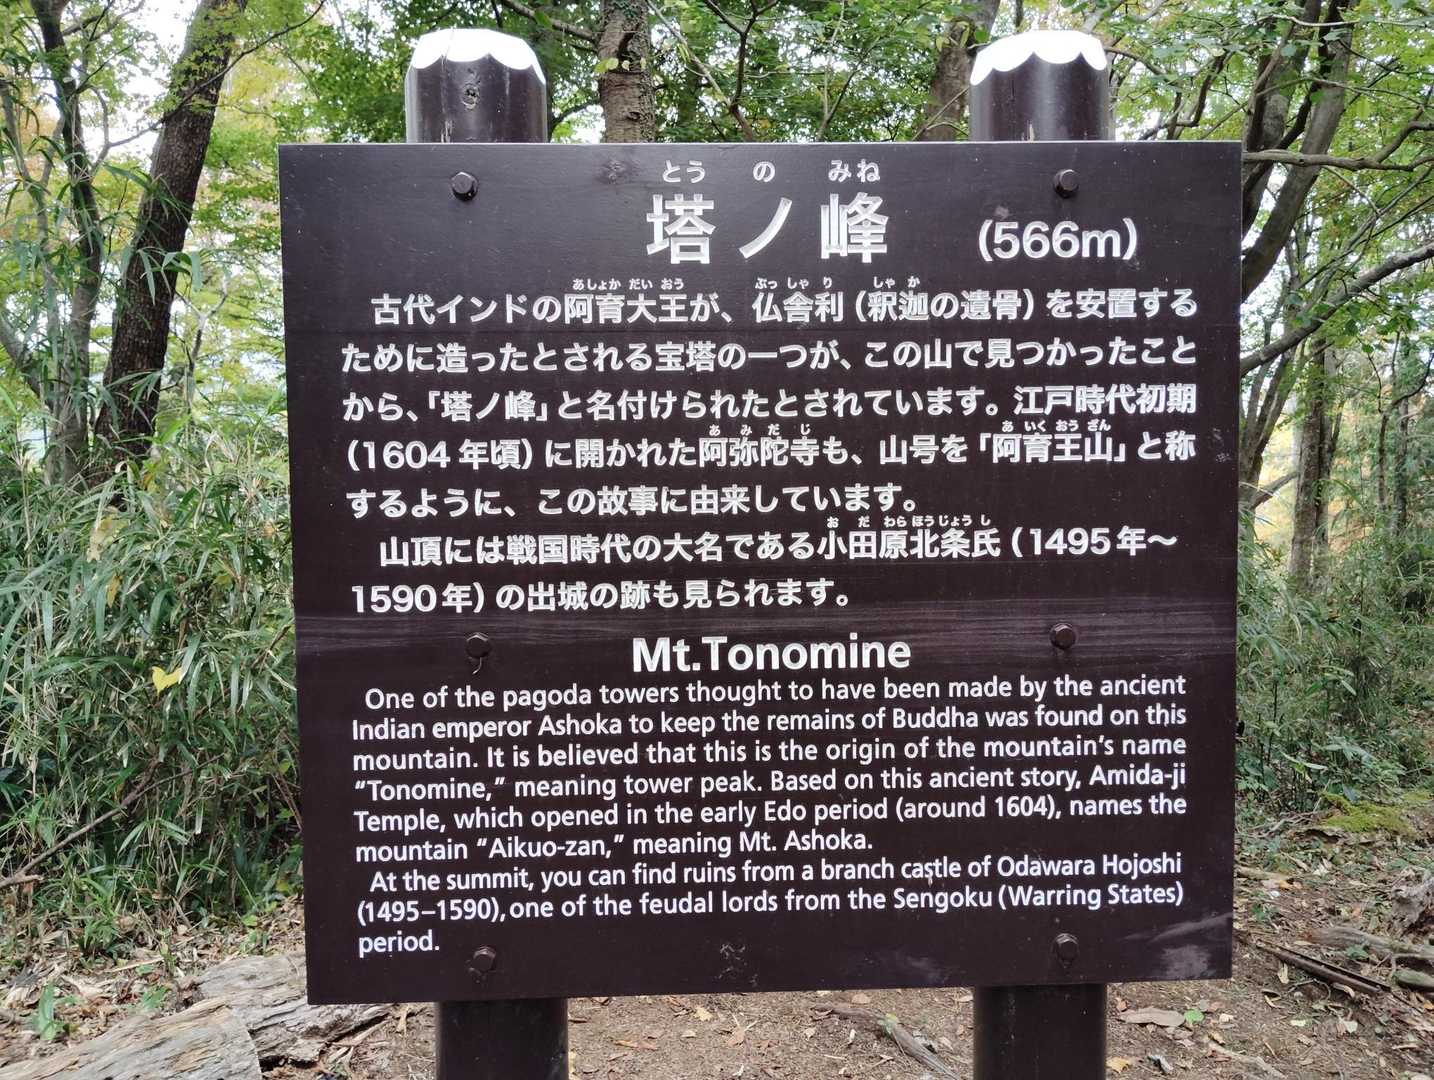 とう の みね
塔ノ峰 (566m)
あしょか だい おう ぶっ しゃ り しゃ か
古代インドの阿育大王が、仏舎利（釈迦の遺骨）を安置する
ために造ったとされる宝塔の一つが、この山で見つかったこと
から、「塔ノ峰」と名付けられたとされています。江戸時代初期
あ み だ じ あ いく おう ざん
（1604年頃）に開かれた阿弥陀寺も、山号を「阿育王山」と称
するように、この故事に由来しています。
お だ わら ほう じょう し
山頂には戦国時代の大名である小田原北条氏（1495年～
1590年）の出城の跡も見られます。
Mt.Tonomine
One of the pagoda towers thought to have been made by the ancient
Indian emperor Ashoka to keep the remains of Buddha was found on this
mountain. It is believed that this is the origin of the mountain's name
“Tonomine,” meaning tower peak. Based on this ancient story, Amida-ji
Temple, which opened in the early Edo period (around 1604), names the
mountain “Aikuo-zan,” meaning Mt. Ashoka.
At the summit, you can find ruins from a branch castle of Odawara Hojoshi
(1495–1590), one of the feudal lords from the Sengoku (Warring States)
period.